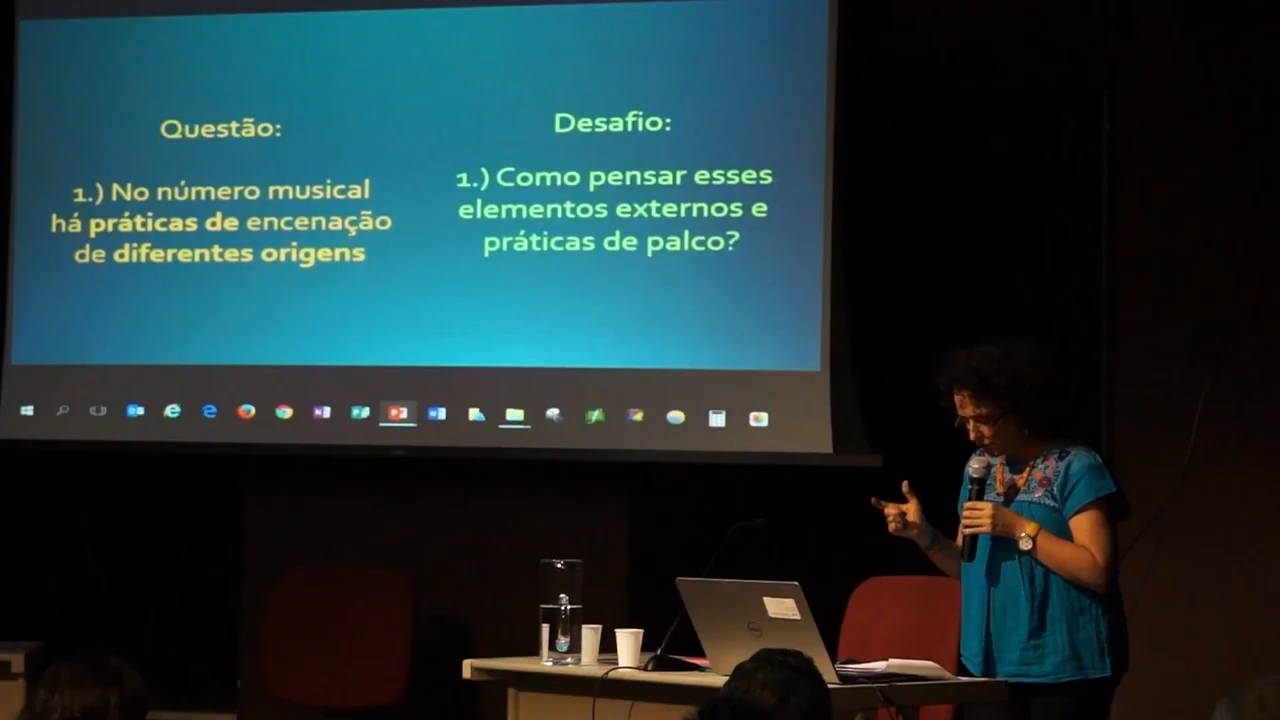 Questão:
1.) No número musical
há práticas de encenação
de diferentes origens
Desafio:
1.) Como pensar esses
elementos externos e
práticas de palco?
DELL